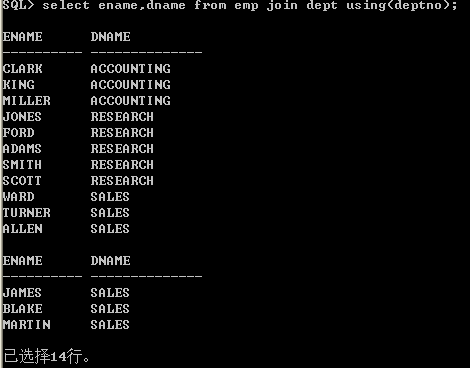 SQL> select ename,dname from emp join dept using(deptno);
ENAME      DNAME
---------- --------------
CLARK      ACCOUNTING
KING       ACCOUNTING
MILLER     ACCOUNTING
JONES      RESEARCH
FORD       RESEARCH
ADAMS      RESEARCH
SMITH      RESEARCH
SCOTT      RESEARCH
WARD       SALES
TURNER     SALES
ALLEN      SALES
ENAME      DNAME
---------- --------------
JAMES      SALES
BLAKE      SALES
MARTIN     SALES
已选择14行。